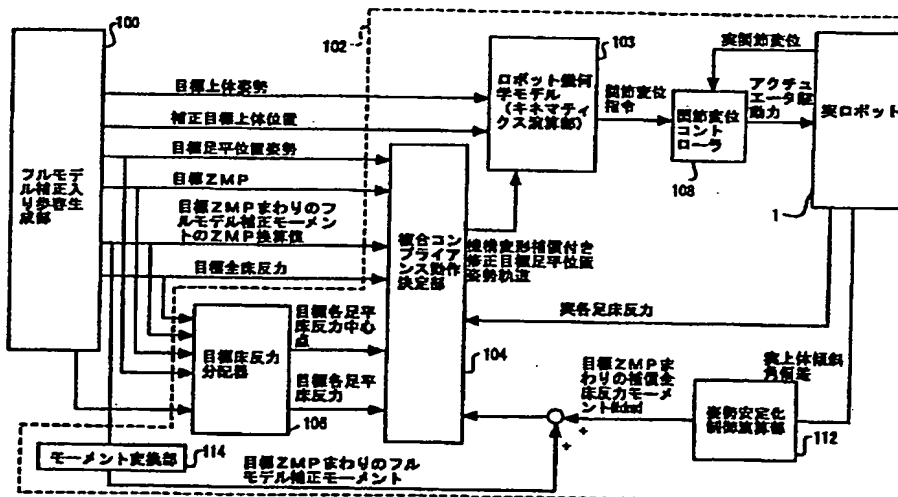 100
102
103
実関節変位
目標上体姿勢
ロボット幾何
学モデル
(キネマティ
クス演算部)
関節変位
指令
関節変位
コント
ローラ
108
アクチュ
エータ駆
動力
実ロボット
1
補正目標上体位置
目標足平位置姿勢
フルモデ
ル補正入
り歩容生
成部
目標ZMP
目標ZMPまわりのフ
ルモデル補正モーメン
トのZMP換算値
目標全床反力
複合コン
プライア
ンス動作
決定部
機構変形補償付き
修正目標足平位置
姿勢軌道
実各足床反力
目標床反力
分配器
106
目標各足平
床反力中心
点
目標各足平
床反力
104
目標ZMPま
わりの補償全
床反力モーメ
ントMdmd
実上体傾斜
角偏差
姿勢安定化
制御演算部
112
+
+
モーメント変換部
114
目標ZMPまわりのフル
モデル補正モーメント